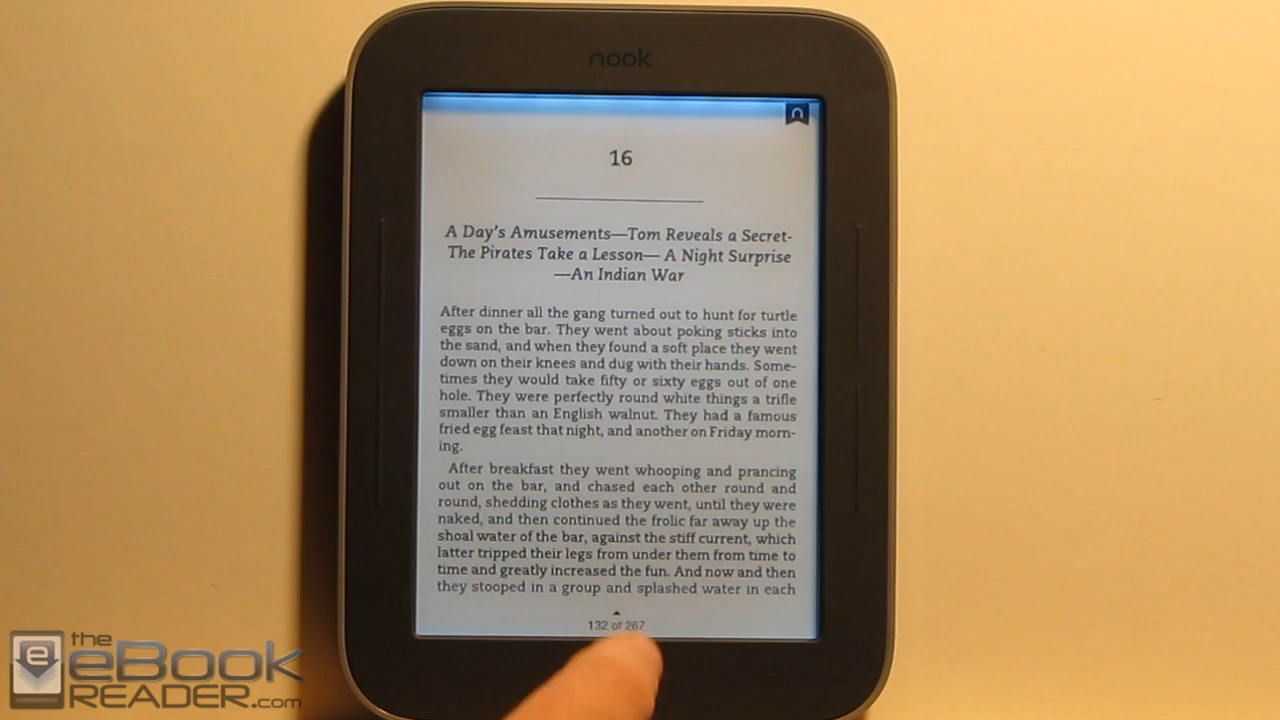 nook
16
A Day's Amusements—Tom Reveals a Secret-
The Pirates Take a Lesson— A Night Surprise
—An Indian War
After dinner all the gang turned out to hunt for turtle
eggs on the bar. They went about poking sticks into
the sand, and when they found a soft place they went
down on their knees and dug with their hands. Some-
times they would take fifty or sixty eggs out of one
hole. They were perfectly round white things a trifle
smaller than an English walnut. They had a famous
fried egg feast that night, and another on Friday morn-
ing.
After breakfast they went whooping and prancing
out on the bar, and chased each other round and
round, shedding clothes as they went, until they were
naked, and then continued the frolic far away up the
shoal water of the bar, against the stiff current, which
latter tripped their legs from under them from time to
time and greatly increased the fun. And now and then
they stooped in a group and splashed water in each
132 of 267
e
the
eBook
READER.com